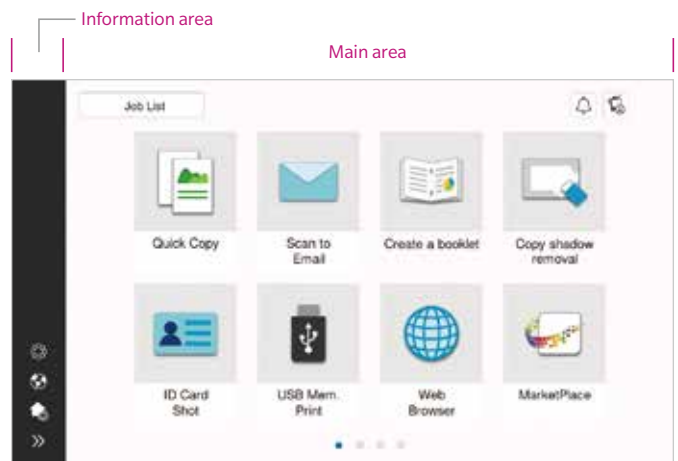 Information area
Main area
Job List
Quick Copy
Scan to
Email
Create a booklet
Copy shadow
removal
ID Card
Shot
USB Mem.
Print
Web
Browser
MarketPlace